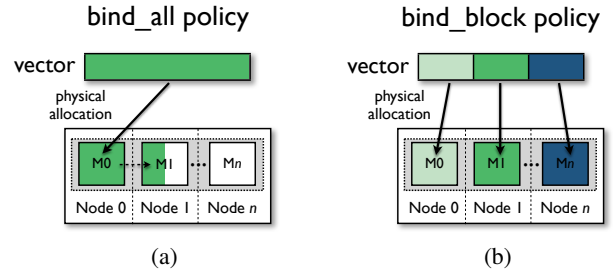 bind_all policy
vector
physical
allocation
M0 M1 Mn
Node 0 Node 1 Node n
(a)
bind_block policy
vector
physical
allocation
M0 M1 Mn
Node 0 Node 1 Node n
(b)